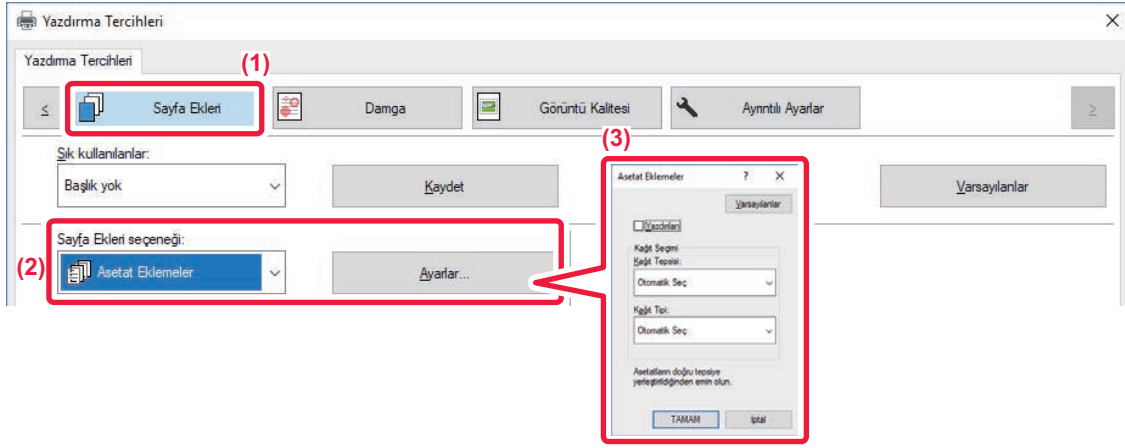 Yazdırma Tercihleri
Yazdırma Tercihleri
(1)
<
Sayfa Ekleri
Damga
Görüntü Kalitesi
Ayrıntılı Ayarlar
>
Sık kullanılanlar:
Başlık yok
Kaydet
Varsayılanlar
(2)
Sayfa Ekleri seçeneği:
Asetat Eklemeler
Ayarlar...
(3)
Asetat Eklemeler
?
Varsayılanlar
Yazdırılan
Kağıt Seçimi
Kağıt Tepsisi:
Otomatik Seç
Kağıt Tipi:
Otomatik Seç
Asetatların doğru tepsiye
yerleştirildiğinden emin olun.
TAMAM
İptal